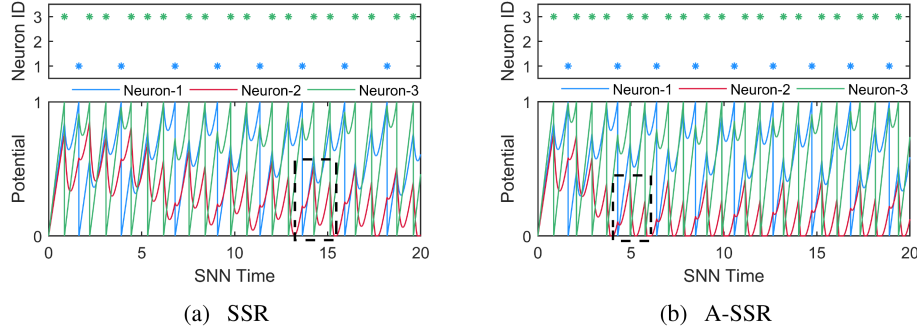 (a)
(b)
Neuron ID
3
2
1
Neuron ID
3
2
1
Neuron-1 Neuron-2 Neuron-3
Neuron-1 Neuron-2 Neuron-3
Potential
1
0.5
0
Potential
1
0.5
0
0 5 10 15 20
0 5 10 15 20
SNN Time
SNN Time
(a) SSR
(b) A-SSR